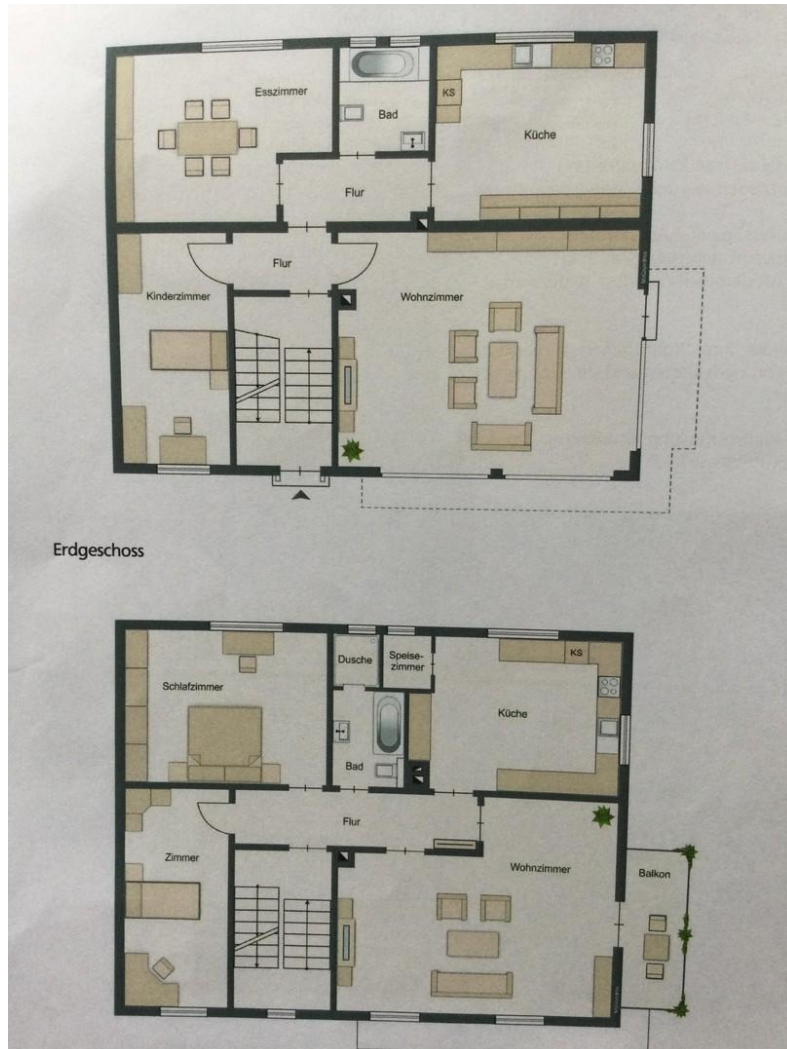 Esszimmer
Bad
KS
Küche
Flur
Flur
Kinderzimmer
Wohnzimmer
Erdgeschoss
Schlafzimmer
Dusche
Speise-
zimmer
KS
Küche
Bad
Flur
Zimmer
Wohnzimmer
Balkon